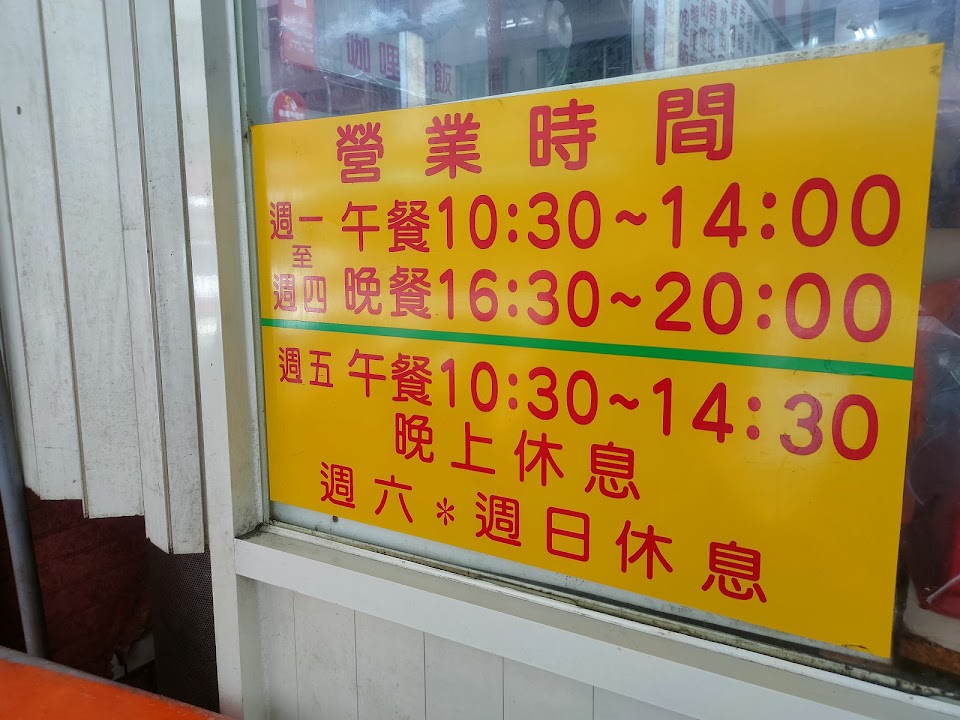 營業時間
週一 午餐10:30~14:00
至
週四 晚餐16:30~20:00
週五 午餐10:30~14:30
晚上休息
週六*週日休息